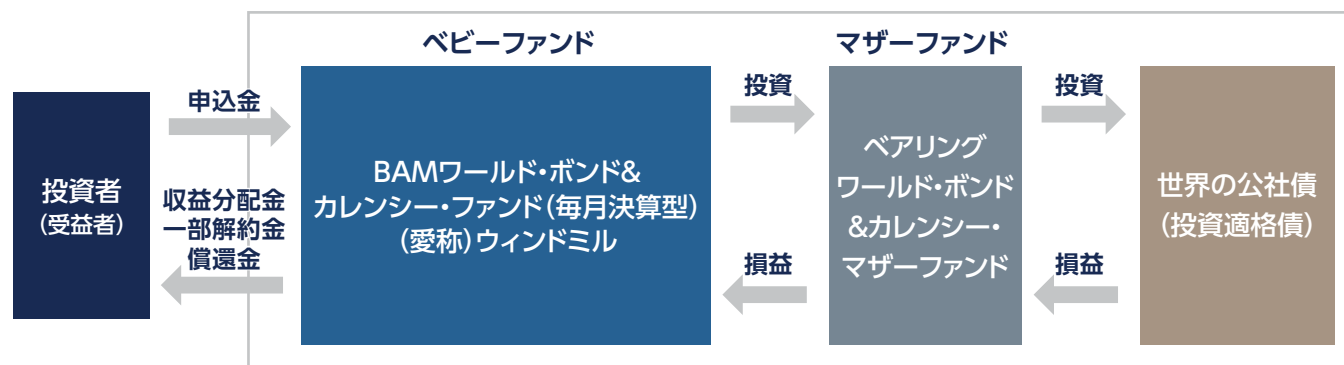 ベビーファンド
マザーファンド
投資者
(受益者)
申込金
収益分配金
一部解約金
償還金
BAMワールド・ボンド&
カレンシー・ファンド(毎月決算型)
(愛称)ウィンドミル
投資
損益
ベアリング
ワールド・ボンド
&カレンシー・
マザーファンド
投資
損益
世界の公社債
(投資適格債)